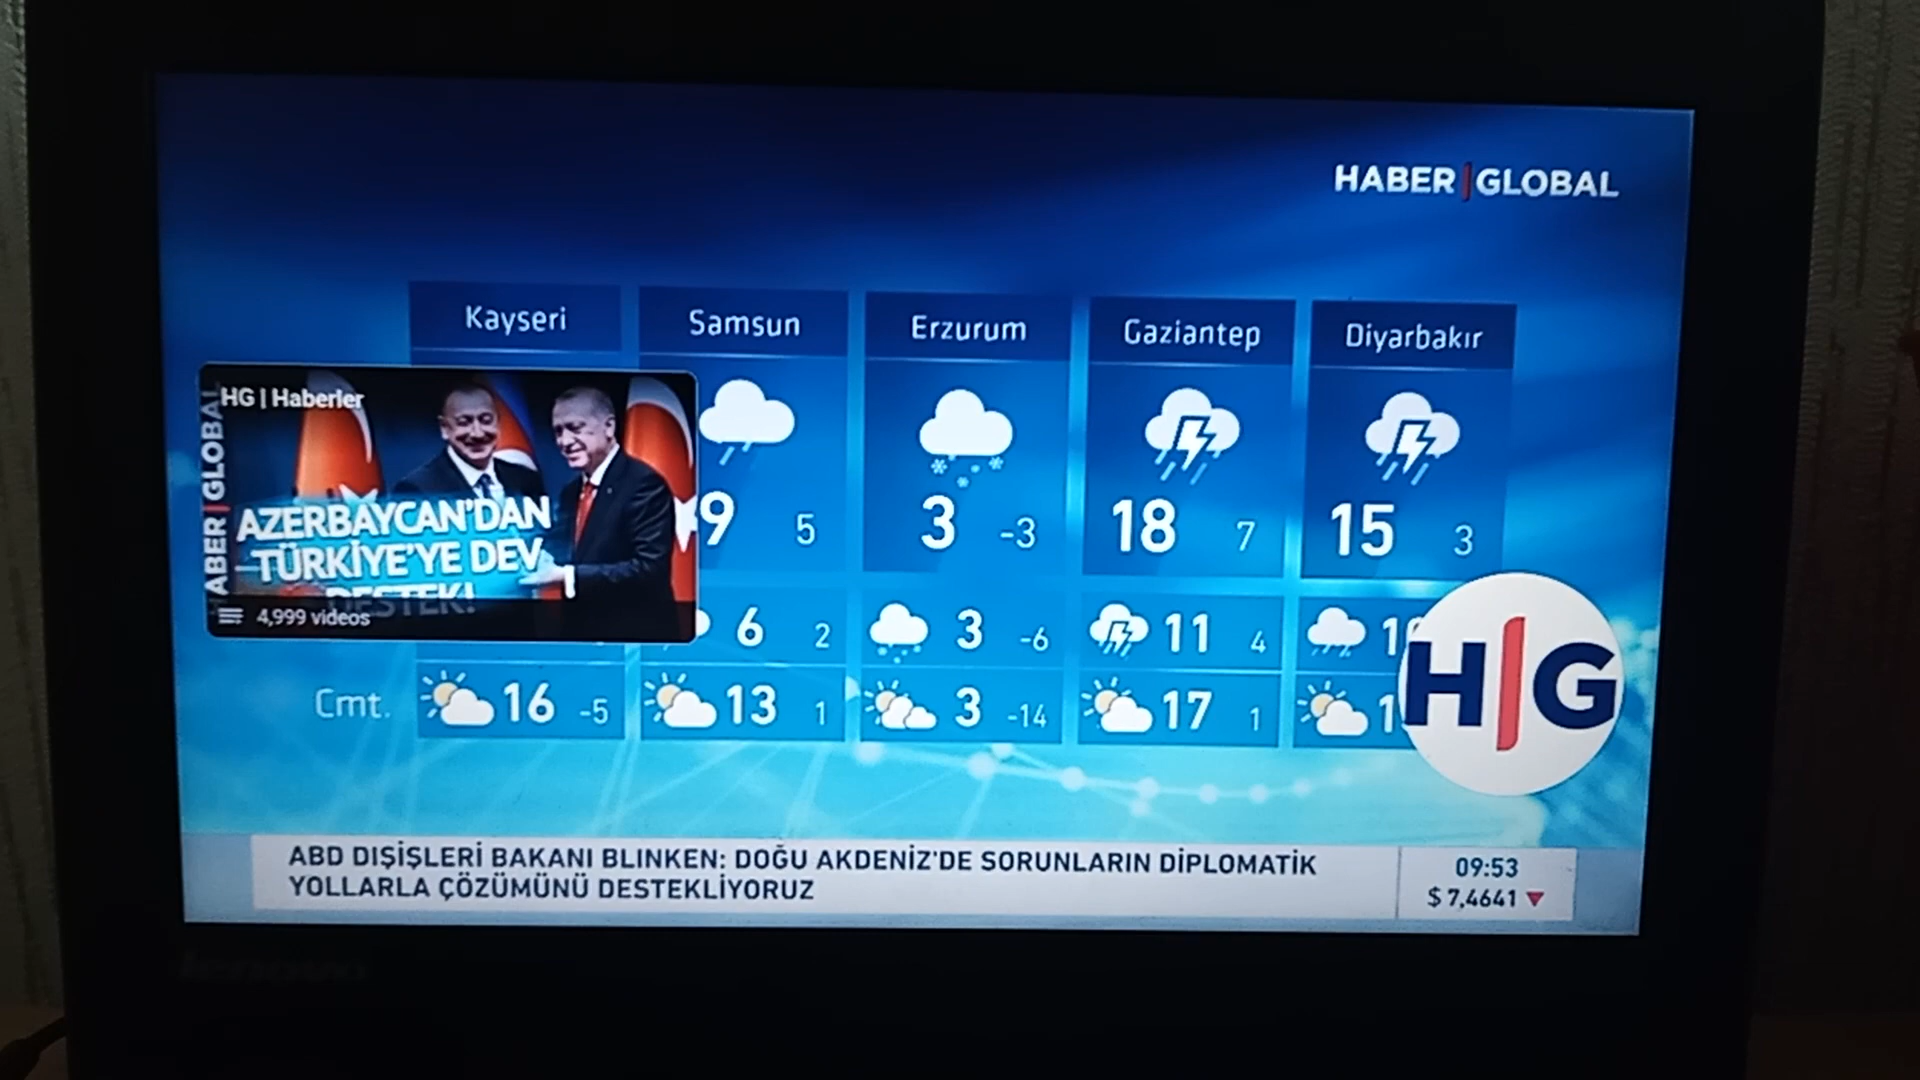 HABER|GLOBAL
Kayseri
Samsun
Erzurum
Gaziantep
Diyarbakır
HG | Haberler
HABER|GLOBAL
AZERBAYCAN'DAN
TÜRKİYE'YE DEV
DESTEK!
4,999 videos
9 5
3 -3
18 7
15 3
6 2
3 -6
11 4
Cmt.
16 -5
13 1
3 -14
17 1
H|G
ABD DIŞİŞLERİ BAKANI BLINKEN: DOĞU AKDENİZ'DE SORUNLARIN DİPLOMATİK
YOLLARLA ÇÖZÜMÜNÜ DESTEKLİYORUZ
09:53
$ 7,4641